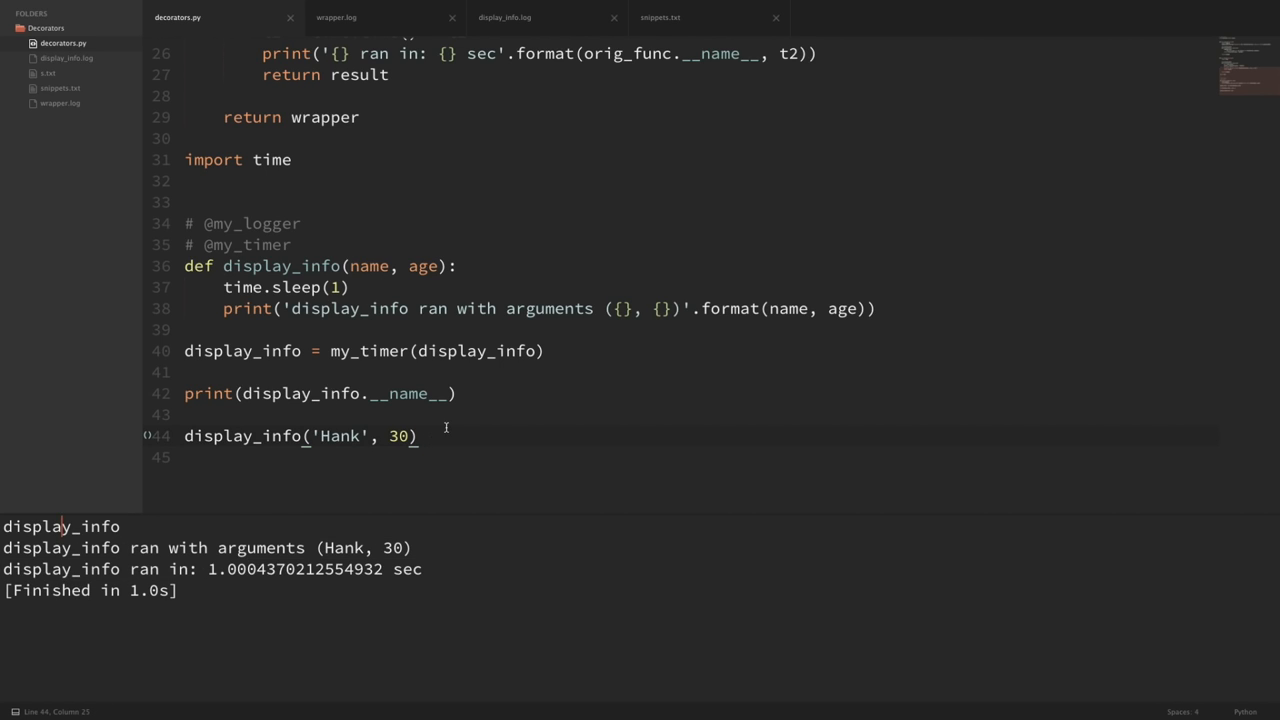 FOLDERS
Decorators
decorators.py
display_info.log
s.txt
snippets.txt
wrapper.log
decorators.py
wrapper.log
display_info.log
snippets.txt
26 print('{} ran in: {} sec'.format(orig_func.__name__, t2))
27 return result
28
29 return wrapper
30
31 import time
32
33
34 # @my_logger
35 # @my_timer
36 def display_info(name, age):
37 time.sleep(1)
38 print('display_info ran with arguments ({}, {})'.format(name, age))
39
40 display_info = my_timer(display_info)
41
42 print(display_info.__name__)
43
44 display_info('Hank', 30)
45
display_info
display_info ran with arguments (Hank, 30)
display_info ran in: 1.0004370212554932 sec
[Finished in 1.0s]
Line 44, Column 25
Spaces: 4
Python